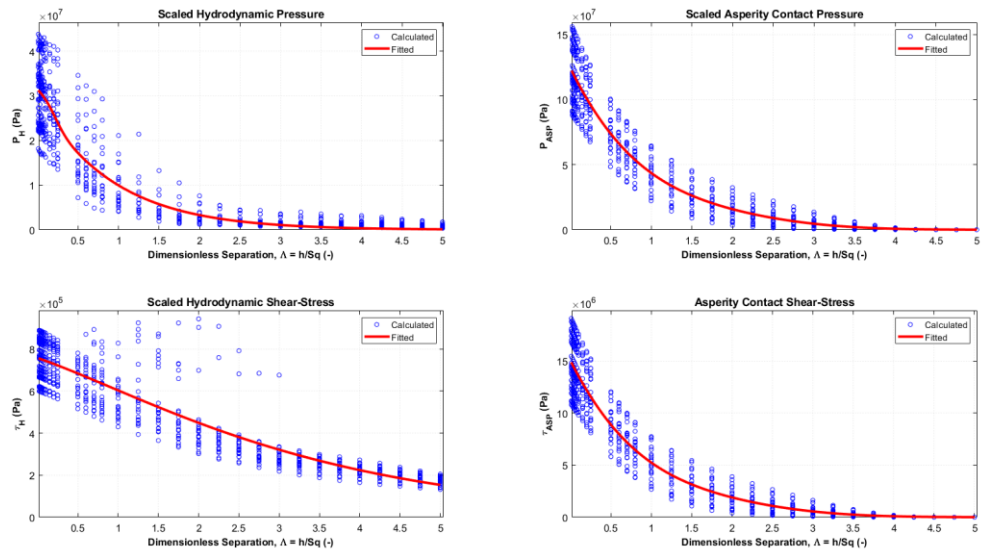 Scaled Hydrodynamic Pressure
×10⁷
4
3
2
1
0
P_H (Pa)
Calculated
Fitted
0.5 1 1.5 2 2.5 3 3.5 4 4.5 5
Dimensionless Separation, Λ = h/Sq (-)
Scaled Asperity Contact Pressure
×10⁷
15
10
5
0
P_ASP (Pa)
Calculated
Fitted
0.5 1 1.5 2 2.5 3 3.5 4 4.5 5
Dimensionless Separation, Λ = h/Sq (-)
Scaled Hydrodynamic Shear-Stress
×10⁵
8
6
4
2
0
τ_H (Pa)
Calculated
Fitted
0.5 1 1.5 2 2.5 3 3.5 4 4.5 5
Dimensionless Separation, Λ = h/Sq (-)
Asperity Contact Shear-Stress
×10⁶
15
10
5
0
τ_ASP (Pa)
Calculated
Fitted
0.5 1 1.5 2 2.5 3 3.5 4 4.5 5
Dimensionless Separation, Λ = h/Sq (-)